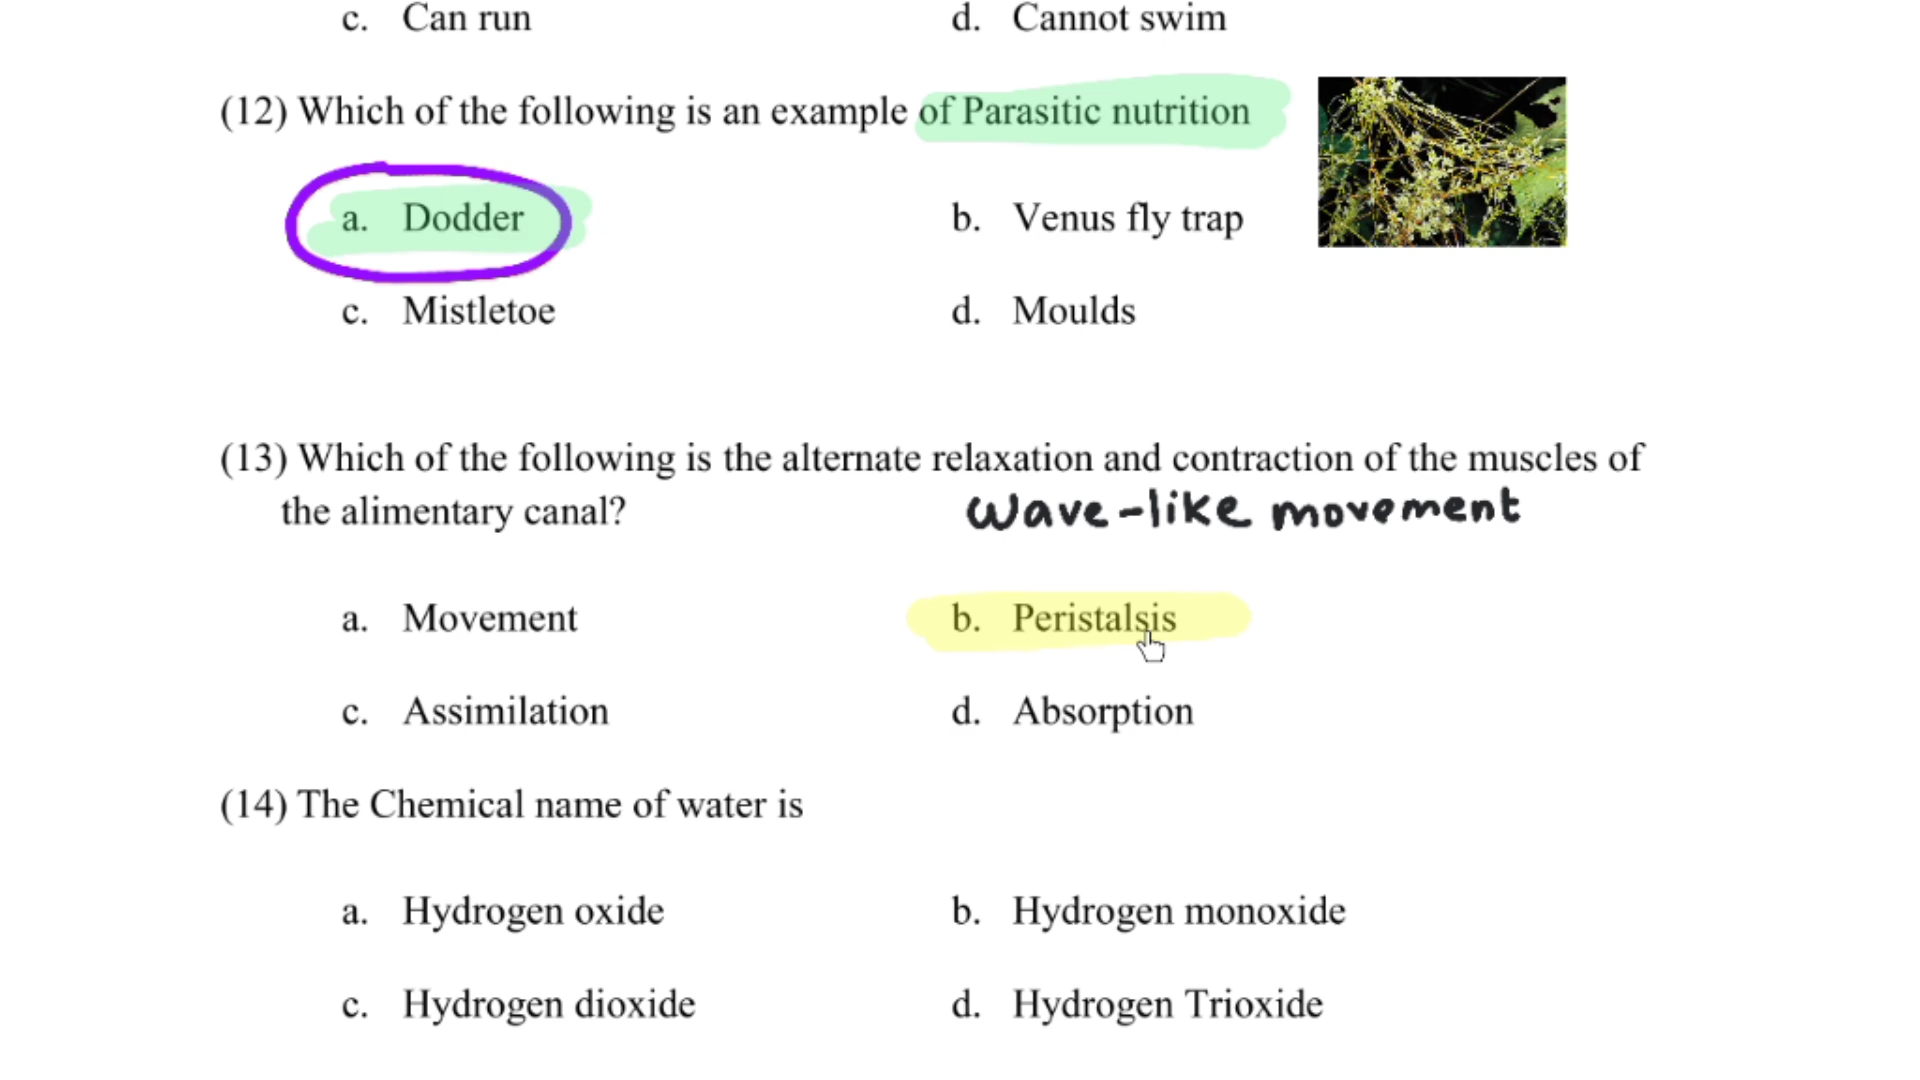 c. Can run d. Cannot swim
(12) Which of the following is an example of Parasitic nutrition
a. Dodder b. Venus fly trap
c. Mistletoe d. Moulds
(13) Which of the following is the alternate relaxation and contraction of the muscles of
the alimentary canal? wave-like movement
a. Movement b. Peristalsis
c. Assimilation d. Absorption
(14) The Chemical name of water is
a. Hydrogen oxide b. Hydrogen monoxide
c. Hydrogen dioxide d. Hydrogen Trioxide